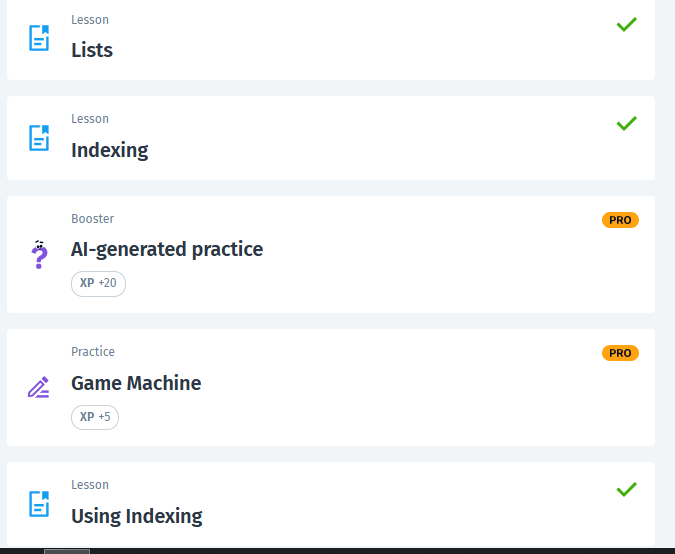 Lesson
Lists
Lesson
Indexing
Booster
PRO
AI-generated practice
XP +20
Practice
PRO
Game Machine
XP +5
Lesson
Using Indexing